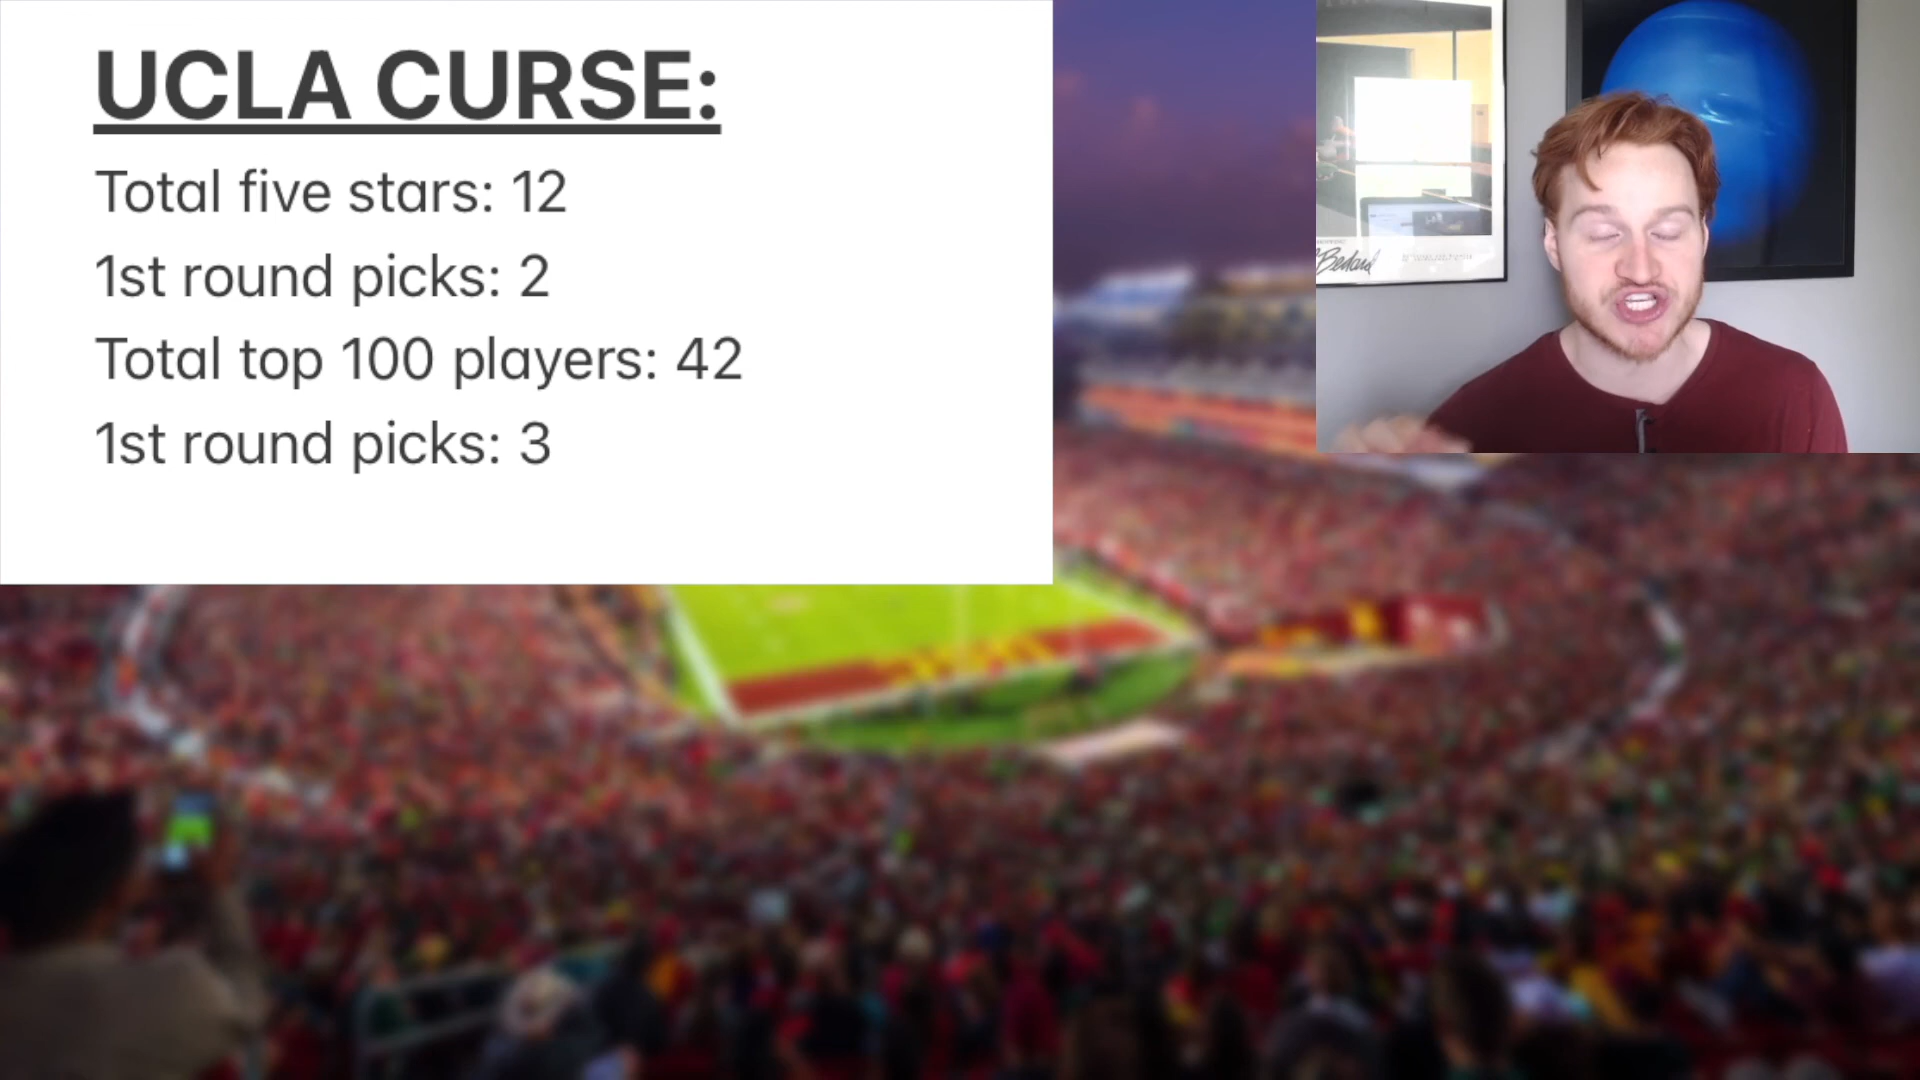 UCLA CURSE:
Total five stars: 12
1st round picks: 2
Total top 100 players: 42
1st round picks: 3
Bedard